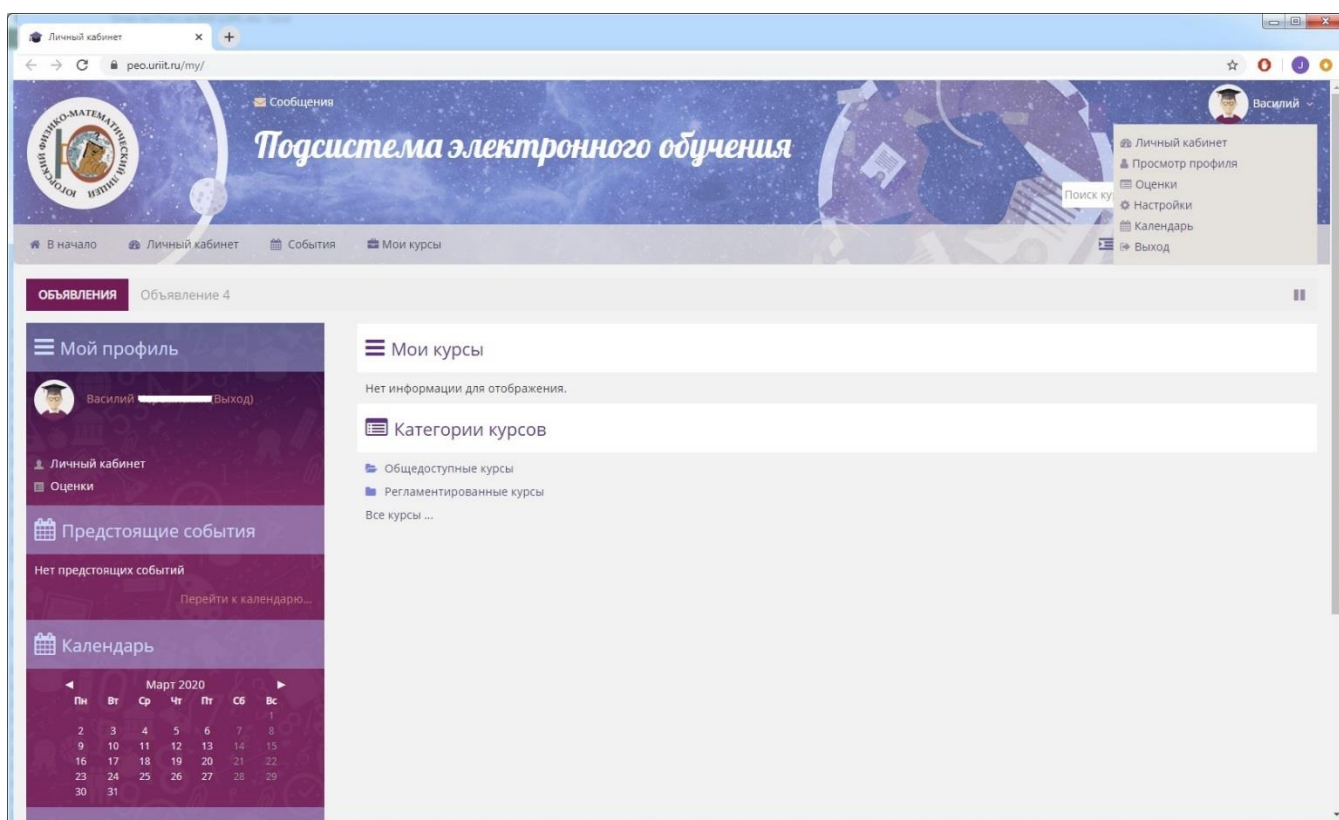 Личный кабинет
peo.uriit.ru/my/
Сообщения
Василий
ФИЗИКО-МАТЕМАТИЧЕСКИЙ ЛИЦЕЙ
ЮГОРСКИЙ
Подсистема электронного обучения
Личный кабинет
Просмотр профиля
Оценки
Настройки
Календарь
Выход
Поиск ку
В начало Личный кабинет События Мои курсы
ОБЪЯВЛЕНИЯ Объявление 4
Мой профиль
Василий (Выход)
Личный кабинет
Оценки
Предстоящие события
Нет предстоящих событий
Перейти к календарю...
Календарь
◄ Март 2020 ►
Пн Вт Ср Чт Пт Сб Вс
1
2 3 4 5 6 7 8
9 10 11 12 13 14 15
16 17 18 19 20 21 22
23 24 25 26 27 28 29
30 31
Мои курсы
Нет информации для отображения.
Категории курсов
Общедоступные курсы
Регламентированные курсы
Все курсы ...